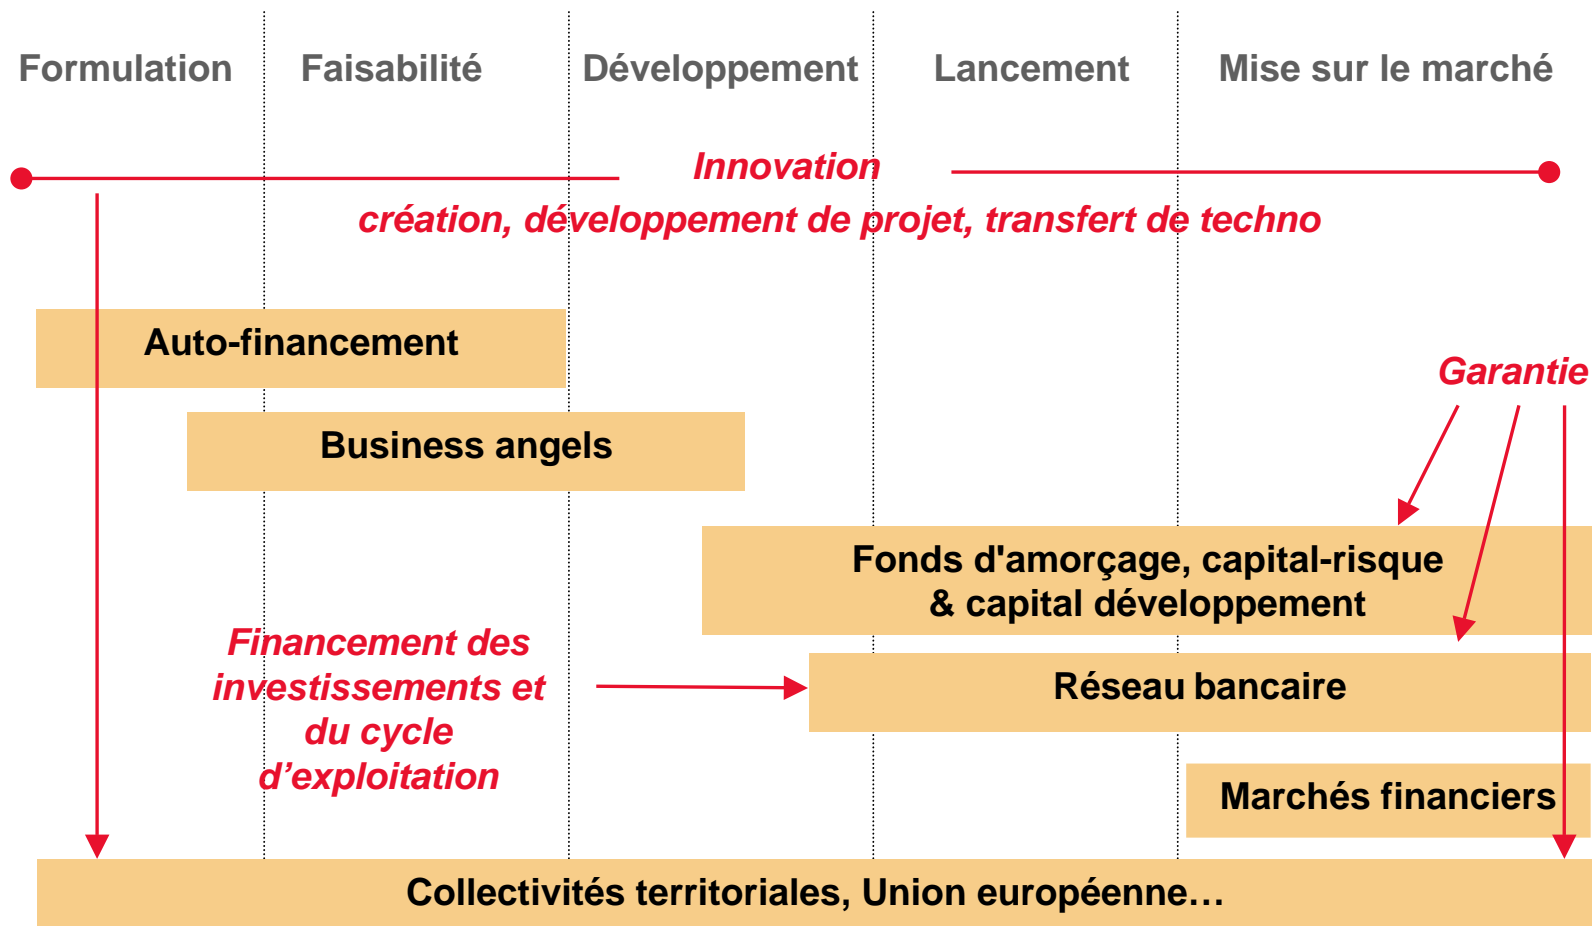 Formulation
Faisabilité
Développement
Lancement
Mise sur le marché
Innovation
création, développement de projet, transfert de techno
Auto-financement
Garantie
Business angels
Fonds d'amorçage, capital-risque
& capital développement
Financement des
investissements et
du cycle
d’exploitation
Réseau bancaire
Marchés financiers
Collectivités territoriales, Union européenne…